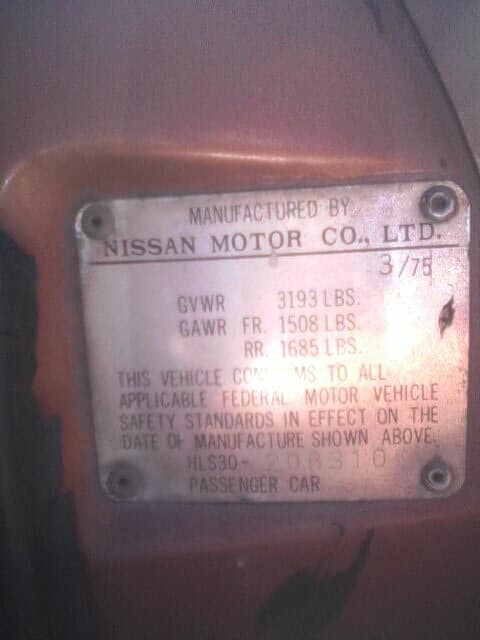 MANUFACTURED BY
NISSAN MOTOR CO., LTD.
3/75
GVWR 3193 LBS.
GAWR FR. 1508 LBS.
RR. 1685 LBS.
THIS VEHICLE CONFORMS TO ALL
APPLICABLE FEDERAL MOTOR VEHICLE
SAFETY STANDARDS IN EFFECT ON THE
DATE OF MANUFACTURE SHOWN ABOVE.
HLS30-
PASSENGER CAR